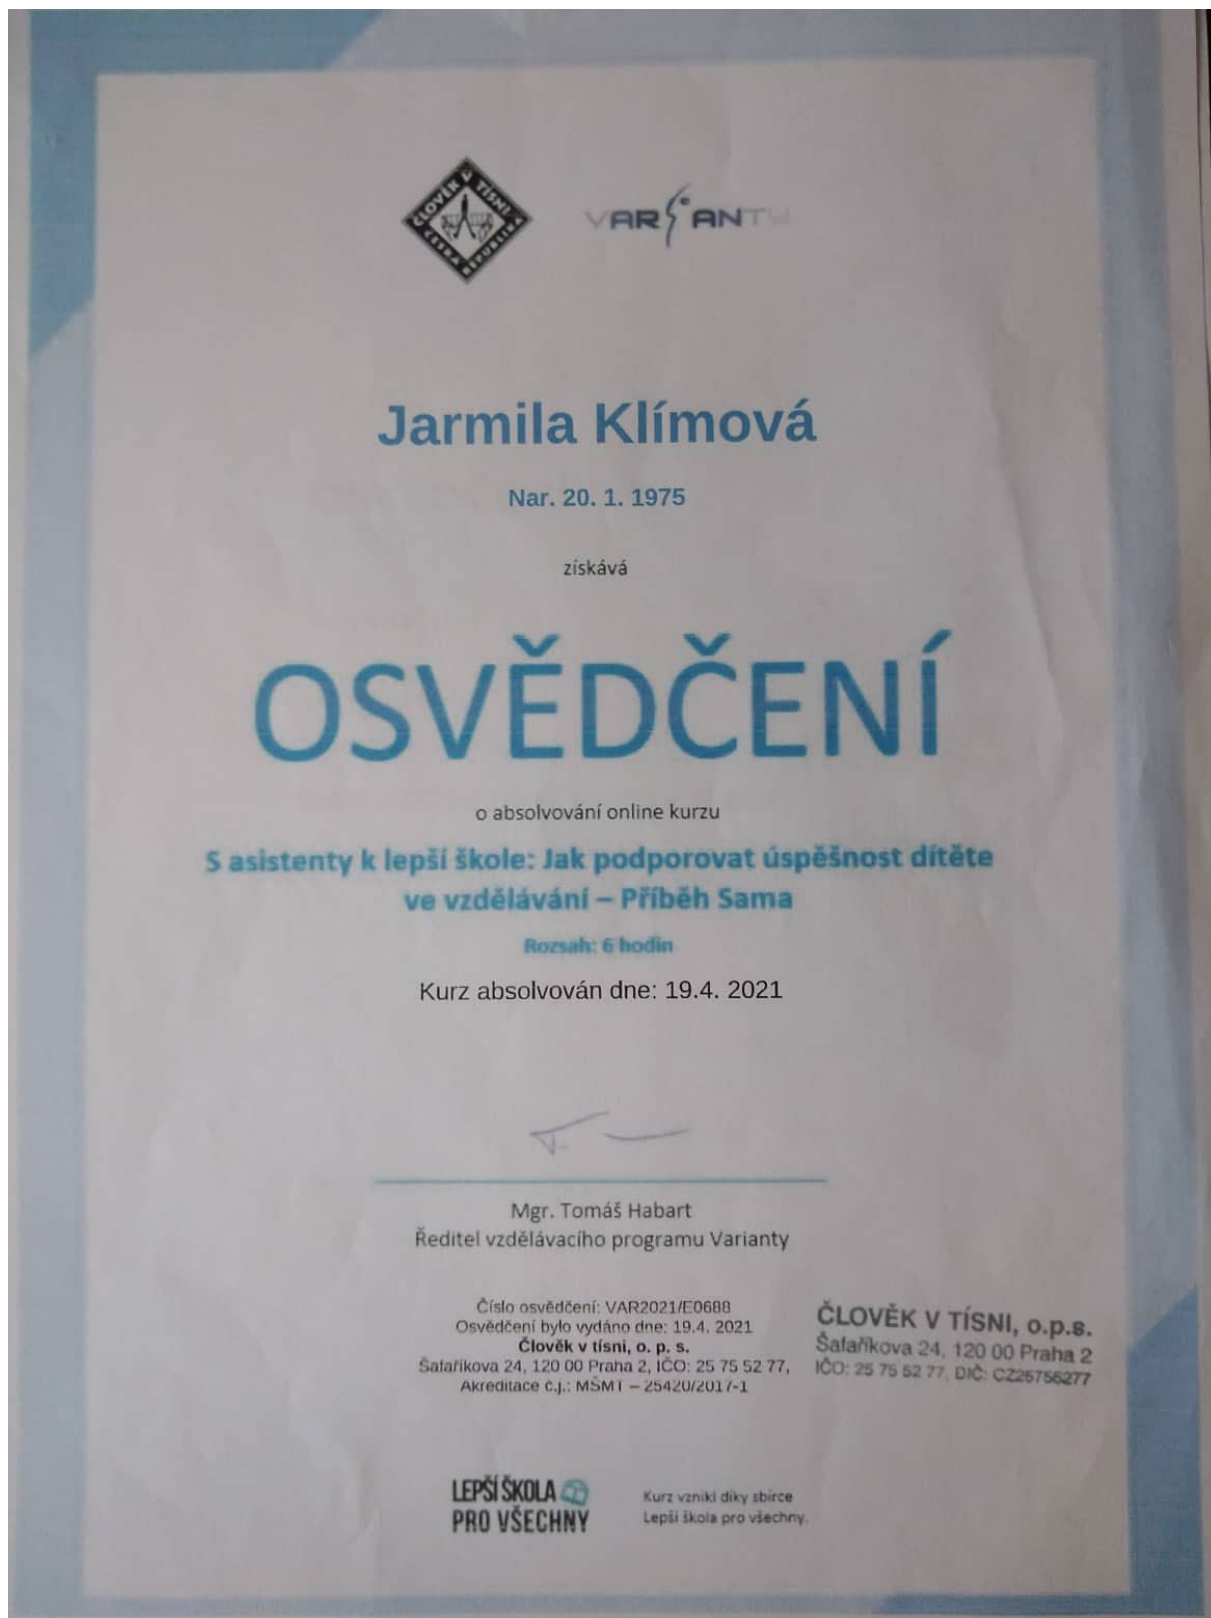 ČLOVĚK V TÍSNI
ČESKÁ REPUBLIKA
VARIANTY
Jarmila Klímová
Nar. 20. 1. 1975
získává
OSVĚDČENÍ
o absolvování online kurzu
S asistenty k lepší škole: Jak podporovat úspěšnost dítěte
ve vzdělávání – Příběh Sama
Rozsah: 6 hodin
Kurz absolvován dne: 19.4. 2021
Mgr. Tomáš Habart
Ředitel vzdělávacího programu Varianty
Číslo osvědčení: VAR2021/E0688
Osvědčení bylo vydáno dne: 19.4. 2021
Člověk v tísni, o. p. s.
Šafaříkova 24, 120 00 Praha 2, IČO: 25 75 52 77,
Akreditace č.j.: MŠMT – 25420/2017-1
ČLOVĚK V TÍSNI, o.p.s.
Šafaříkova 24, 120 00 Praha 2
IČO: 25 75 52 77, DIČ: CZ25755277
LEPŠÍ ŠKOLA
PRO VŠECHNY
Kurz vznikl díky sbírce
Lepší škola pro všechny.